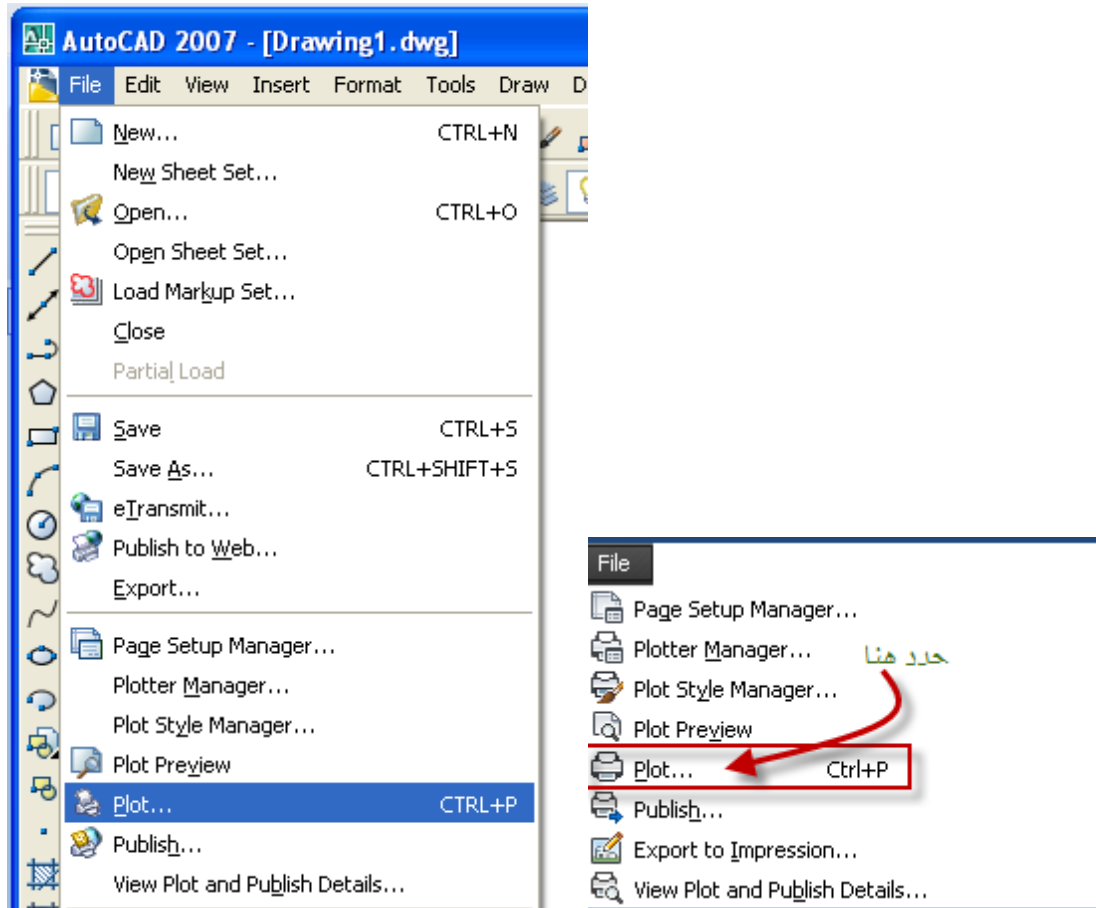 AutoCAD 2007 - [Drawing1.dwg]
File Edit View Insert Format Tools Draw D
New... CTRL+N
New Sheet Set...
Open... CTRL+O
Open Sheet Set...
Load Markup Set...
Close
Partial Load
Save CTRL+S
Save As... CTRL+SHIFT+S
eTransmit...
Publish to Web...
Export...
Page Setup Manager...
Plotter Manager...
Plot Style Manager...
Plot Preview
Plot... CTRL+P
Publish...
View Plot and Publish Details...
File
Page Setup Manager...
Plotter Manager...
حدد هنا
Plot Style Manager...
Plot Preview
Plot... Ctrl+P
Publish...
Export to Impression...
View Plot and Publish Details...